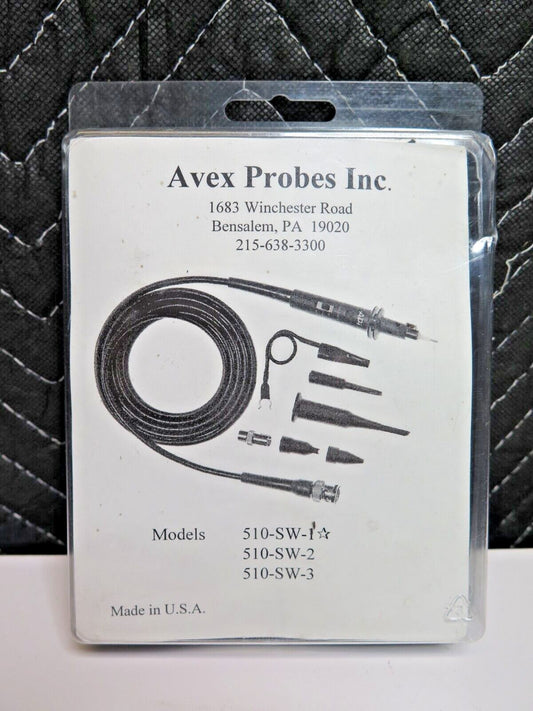 Avex Probes Inc.
1683 Winchester Road
Bensalem, PA 19020
215-638-3300
Models 510-SW-1☆
510-SW-2
510-SW-3
Made in U.S.A.